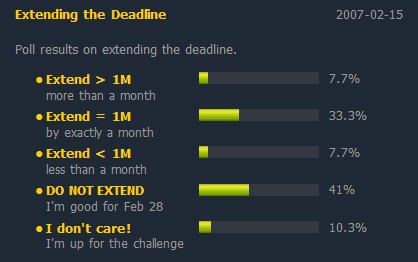 Extending the Deadline 2007-02-15
Poll results on extending the deadline.
Extend > 1M 7.7%
more than a month
Extend = 1M 33.3%
by exactly a month
Extend < 1M 7.7%
less than a month
DO NOT EXTEND 41%
I'm good for Feb 28
I don't care! 10.3%
I'm up for the challenge